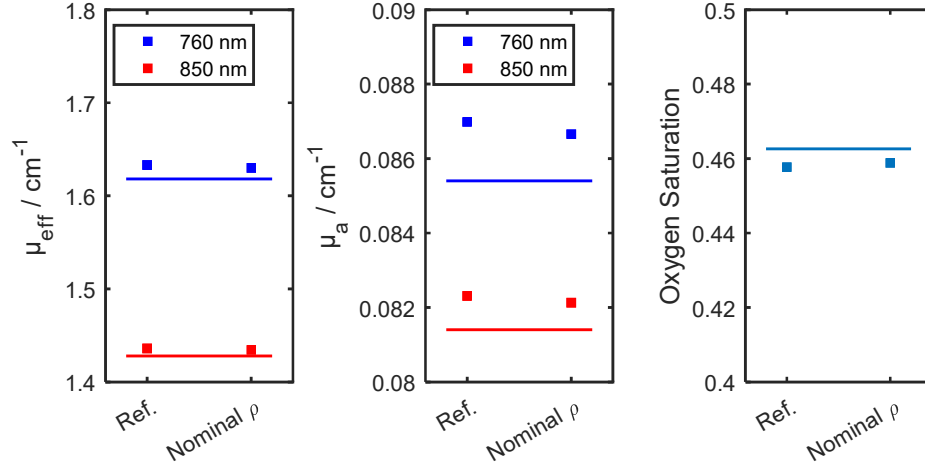 μeff / cm-1
1.8
1.7
1.6
1.5
1.4
760 nm
850 nm
Ref.
Nominal ρ
μa / cm-1
0.09
0.088
0.086
0.084
0.082
0.08
760 nm
850 nm
Ref.
Nominal ρ
Oxygen Saturation
0.5
0.48
0.46
0.44
0.42
0.4
Ref.
Nominal ρ